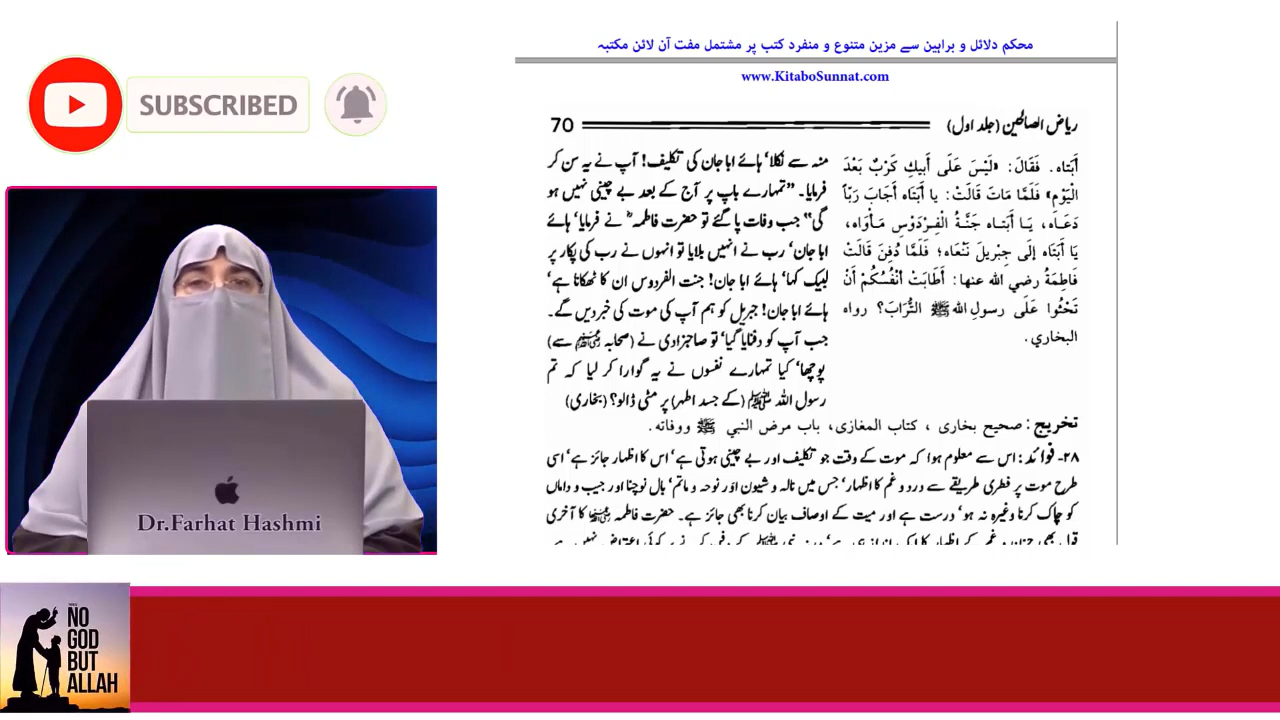 SUBSCRIBED
Dr.Farhat Hashmi
NO
GOD
BUT
ALLAH
محکم دلائل و براہین سے مزین متنوع و منفرد کتب پر مشتمل مفت آن لائن مکتبہ
www.KitaboSunnat.com
ریاض الصالحین (جلد اول) 70
أَبَتَاه. فَقَالَ: «لَيْسَ عَلَى أَبِيكِ كَرْبٌ بَعْدَ
الْيَوْمِ» فَلَمَّا مَاتَ قَالَتْ: يا أَبَتَاه أَجَابَ رَبّاً
دَعَاه، يَا أَبَتَاه جَنَّةُ الْفِرْدَوْسِ مَأْوَاه،
يَا أَبَتَاه إِلَى جِبْرِيلَ نَنْعَاه؛ فَلَمَّا دُفِنَ قَالَتْ
فَاطِمَةُ رضي الله عنها: أَطَابَتْ أَنْفُسُكُمْ أَنْ
تَحْثُوا عَلَى رسولِ الله ﷺ التُّرَابَ؟ رواه
البخاري.
منہ سے نکلا، ہائے ابا جان کی تکلیف! آپ نے یہ سن کر
فرمایا۔ "تمہارے باپ پر آج کے بعد بے چینی نہیں ہو
گی" جب وفات پا گئے تو حضرت فاطمہ ؓ نے فرمایا، ہائے
ابا جان، رب نے انہیں بلایا تو انہوں نے رب کی پکار پر
لبیک کہا، ہائے ابا جان! جنت الفردوس ان کا ٹھکانا ہے،
ہائے ابا جان! جبریل کو ہم آپ کی موت کی خبر دیں گے۔
جب آپ کو دفنایا گیا، تو صاحبزادی نے (صحابہ ؓ سے)
پوچھا، کیا تمہارے نفسوں نے یہ گوارا کر لیا کہ تم
رسول اللہ ﷺ (کے جسد اطہر) پر مٹی ڈالو؟ (بخاری)
تخریج: صحیح بخاری ، کتاب المغازی، باب مرض النبي ﷺ ووفاته.
۲۸- فوائد: اس سے معلوم ہوا کہ موت کے وقت جو تکلیف اور بے چینی ہوتی ہے، اس کا اظہار جائز ہے، اسی
طرح موت پر فطری طریقے سے درد و غم کا اظہار، جس میں نالہ و شیون اور نوحہ و ماتم، بال نوچنا اور جیب و داماں
کو چاک کرنا وغیرہ نہ ہو، درست ہے اور میت کے اوصاف بیان کرنا بھی جائز ہے۔ حضرت فاطمہ ؓ کا آخری